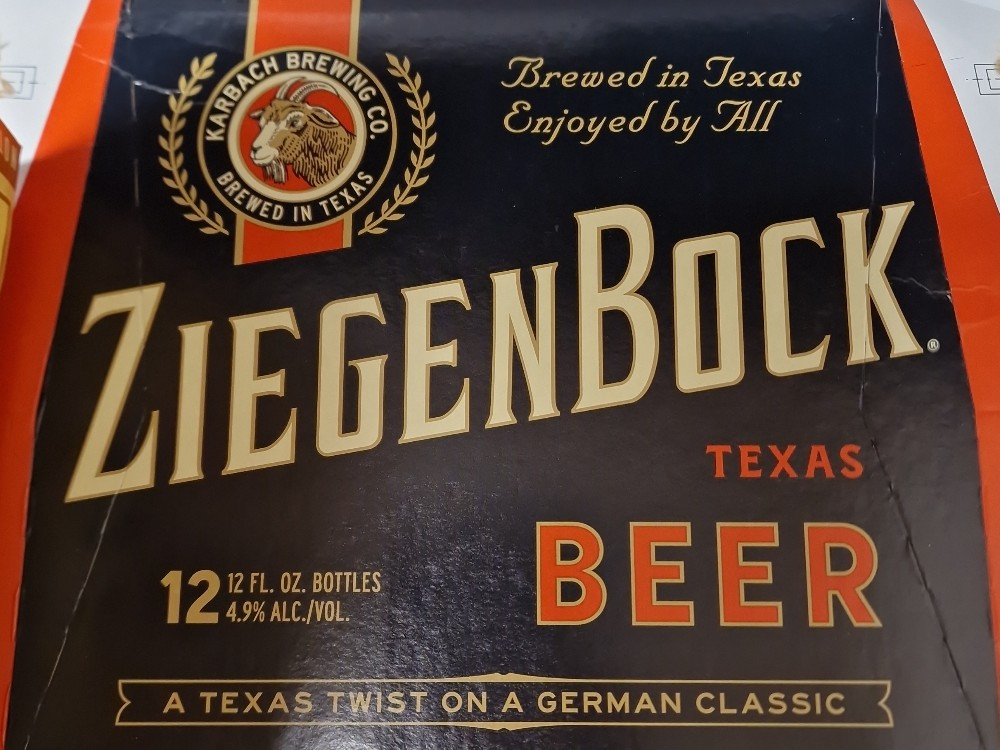 KARBACH BREWING CO.
BREWED IN TEXAS
Brewed in Texas
Enjoyed by All
ZIEGENBOCK®
TEXAS
BEER
12 12 FL. OZ. BOTTLES
4.9% ALC./VOL.
A TEXAS TWIST ON A GERMAN CLASSIC